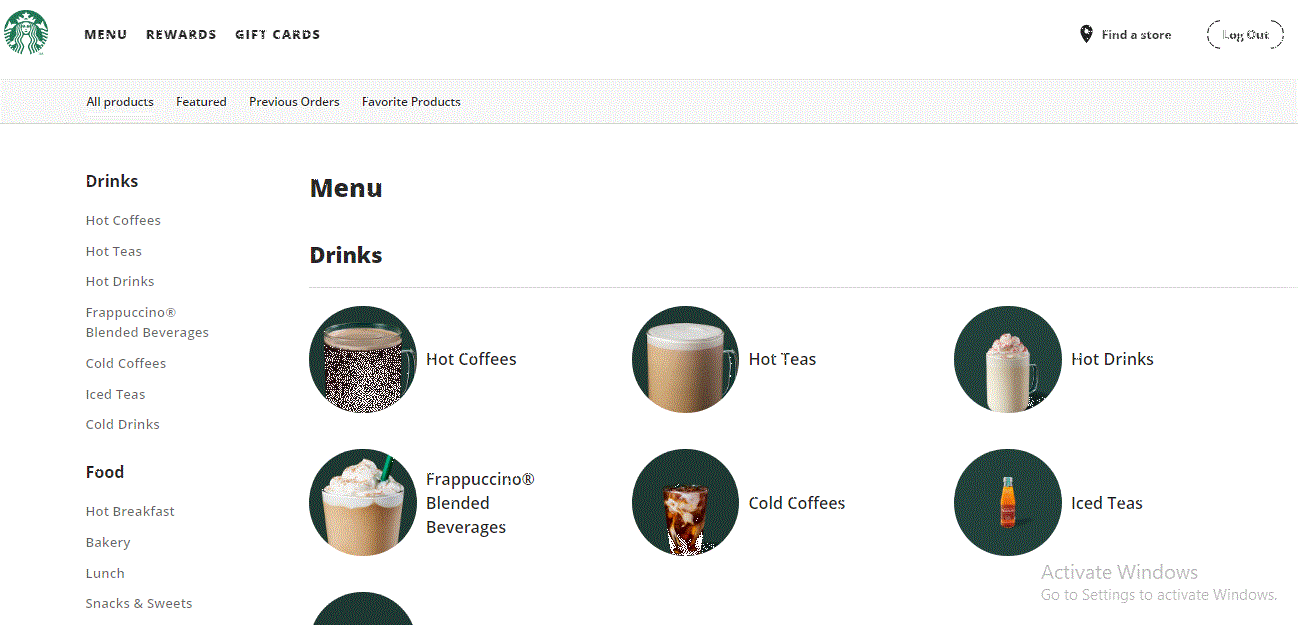 MENU REWARDS GIFT CARDS Find a store Log Out
All products Featured Previous Orders Favorite Products
Drinks
Hot Coffees
Hot Teas
Hot Drinks
Frappuccino®
Blended Beverages
Cold Coffees
Iced Teas
Cold Drinks
Food
Hot Breakfast
Bakery
Lunch
Snacks & Sweets
Menu
Drinks
Hot Coffees
Hot Teas
Hot Drinks
Frappuccino®
Blended
Beverages
Cold Coffees
Iced Teas
Activate Windows
Go to Settings to activate Windows.